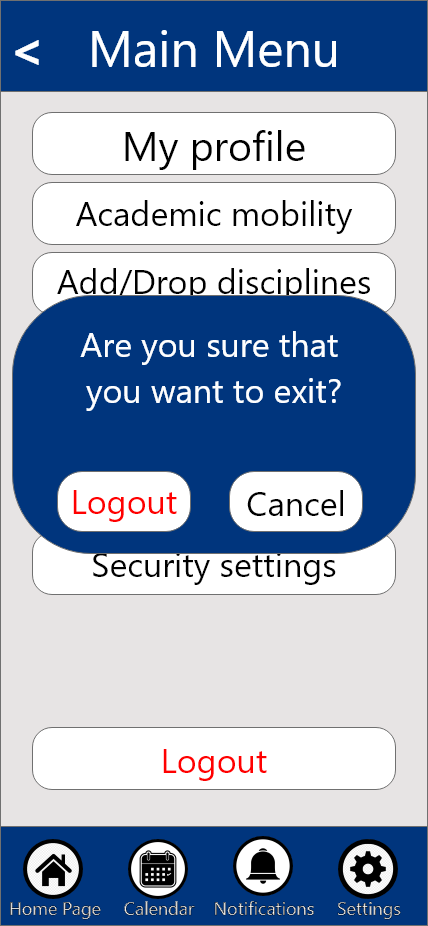 < Main Menu
My profile
Academic mobility
Add/Drop disciplines
Are you sure that
you want to exit?
Logout Cancel
Security settings
Logout
Home Page Calendar Notifications Settings